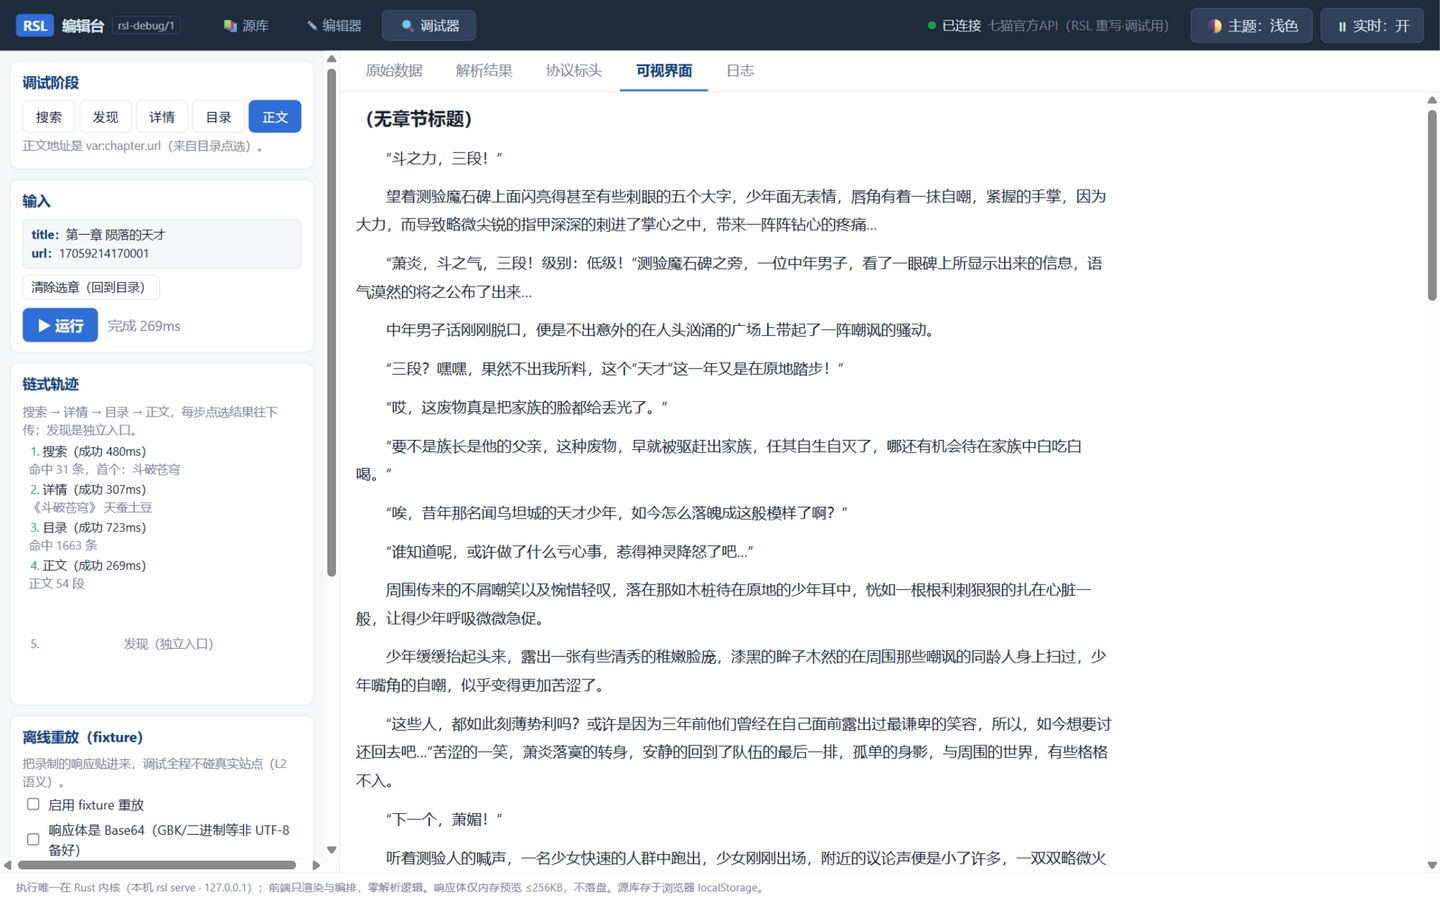 RSL 编辑台 rsl-debug/1 源库 编辑器 调试器 已连接 七猫官方API（RSL 重写·调试用） 主题：浅色 实时：开
调试阶段
搜索 发现 详情 目录 正文
正文地址是 var:chapter.url（来自目录点选）。
输入
title： 第一章 陨落的天才
url： 17059214170001
清除选章（回到目录）
运行 完成 269ms
链式轨迹
搜索 → 详情 → 目录 → 正文，每步点选结果往下
传；发现是独立入口。
1. 搜索（成功 480ms）
命中 31 条，首个：斗破苍穹
2. 详情（成功 307ms）
《斗破苍穹》 天蚕土豆
3. 目录（成功 723ms）
命中 1663 条
4. 正文（成功 269ms）
正文 54 段
5. 发现（独立入口）
离线重放（fixture）
把录制的响应贴进来，调试全程不碰真实站点（L2
语义）。
启用 fixture 重放
响应体是 Base64（GBK/二进制等非 UTF-8
备好）
原始数据 解析结果 协议标头 可视界面 日志
（无章节标题）
“斗之力，三段！”
望着测验魔石碑上面闪亮得甚至有些刺眼的五个大字，少年面无表情，唇角有着一抹自嘲，紧握的手掌，因为
大力，而导致略微尖锐的指甲深深的刺进了掌心之中，带来一阵阵钻心的疼痛...
“萧炎，斗之气，三段！级别：低级！”测验魔石碑之旁，一位中年男子，看了一眼碑上所显示出来的信息，语
气漠然的将之公布了出来...
中年男子话刚刚脱口，便是不出意外的在人头汹涌的广场上带起了一阵嘲讽的骚动。
“三段？嘿嘿，果然不出我所料，这个“天才”这一年又是在原地踏步！”
“哎，这废物真是把家族的脸都给丢光了。”
“要不是族长是他的父亲，这种废物，早就被驱赶出家族，任其自生自灭了，哪还有机会待在家族中白吃白
喝。”
“唉，昔年那名闻乌坦城的天才少年，如今怎么落魄成这般模样了啊？”
“谁知道呢，或许做了什么亏心事，惹得神灵降怒了吧...”
周围传来的不屑嘲笑以及惋惜轻叹，落在那如木桩待在原地的少年耳中，恍如一根根利刺狠狠的扎在心脏一
般，让得少年呼吸微微急促。
少年缓缓抬起头来，露出一张有些清秀的稚嫩脸庞，漆黑的眸子木然的在周围那些嘲讽的同龄人身上扫过，少
年嘴角的自嘲，似乎变得更加苦涩了。
“这些人，都如此刻薄势利吗？或许是因为三年前他们曾经在自己面前露出过最谦卑的笑容，所以，如今想要讨
还回去吧...”苦涩的一笑，萧炎落寞的转身，安静的回到了队伍的最后一排，孤单的身影，与周围的世界，有些格格
不入。
“下一个，萧媚！”
听着测验人的喊声，一名少女快速的人群中跑出，少女刚刚出场，附近的议论声便是小了许多，一双双略微火
执行唯一在 Rust 内核（本机 rsl serve · 127.0.0.1）；前端只渲染与编排，零解析逻辑。响应体仅内存预览 ≤256KB，不落盘。源库存于浏览器 localStorage。